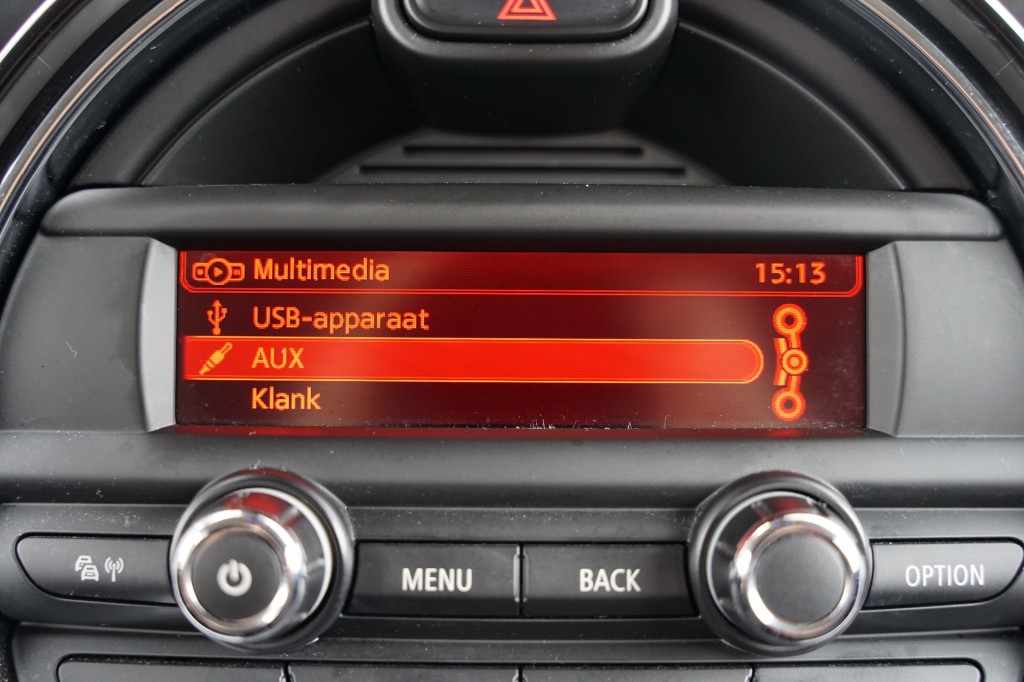 Multimedia 15:13
USB-apparaat
AUX
Klank
MENU BACK OPTION